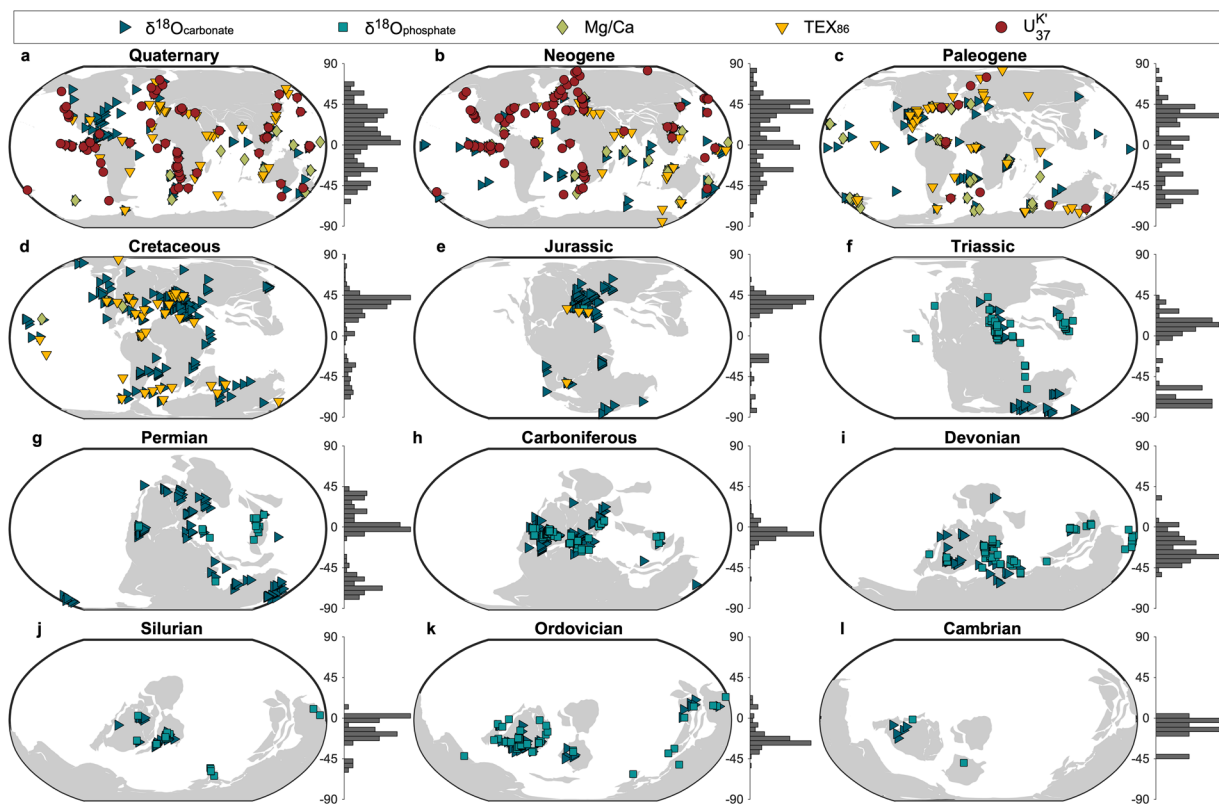 δ¹⁸Ocarbonate δ¹⁸Ophosphate Mg/Ca TEX₈₆ U₃₇ᴷ'
a Quaternary 90 b Neogene 90 c Paleogene 90
45 45 45
0 0 0
-45 -45 -45
-90 -90 -90
d Cretaceous 90 e Jurassic 90 f Triassic 90
45 45 45
0 0 0
-45 -45 -45
-90 -90 -90
g Permian 90 h Carboniferous 90 i Devonian 90
45 45 45
0 0 0
-45 -45 -45
-90 -90 -90
j Silurian 90 k Ordovician 90 l Cambrian 90
45 45 45
0 0 0
-45 -45 -45
-90 -90 -90